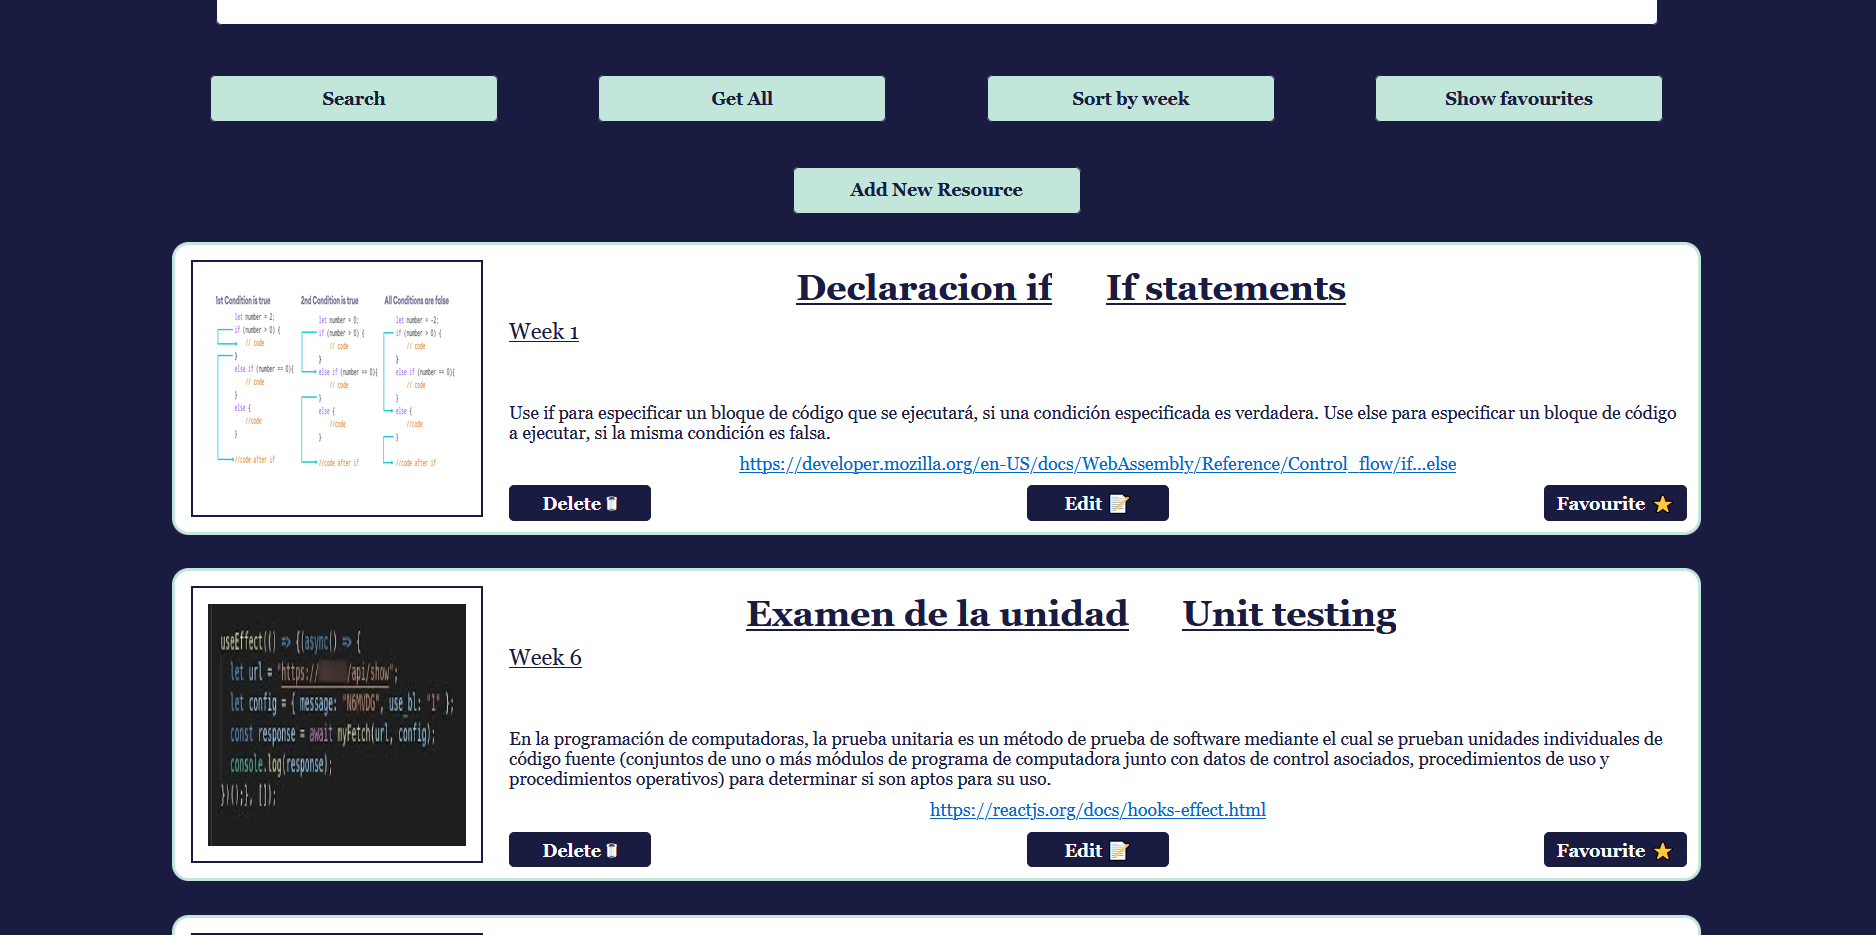 Search
Get All
Sort by week
Show favourites
Add New Resource
1st Condition is true
let number = 2;
if (number > 0) {
// code
}
else if (number == 0){
// code
}
else {
//code
}
//code after if
2nd Condition is true
let number = 0;
if (number > 0) {
// code
}
else if (number == 0){
// code
}
else {
//code
}
//code after if
All Conditions are false
let number = -2;
if (number > 0) {
// code
}
else if (number == 0){
// code
}
else {
//code
}
//code after if
Declaracion if If statements
Week 1
Use if para especificar un bloque de código que se ejecutará, si una condición especificada es verdadera. Use else para especificar un bloque de código
a ejecutar, si la misma condición es falsa.
https://developer.mozilla.org/en-US/docs/WebAssembly/Reference/Control_flow/if...else
Delete
Edit
Favourite
useEffect(() => {(async() => {
let url = "https:// /api/show";
let config = { message: "N6MVDG", use_bl: "1" };
const response = await myFetch(url, config);
console.log(response);
})();}, []);
Examen de la unidad Unit testing
Week 6
En la programación de computadoras, la prueba unitaria es un método de prueba de software mediante el cual se prueban unidades individuales de
código fuente (conjuntos de uno o más módulos de programa de computadora junto con datos de control asociados, procedimientos de uso y
procedimientos operativos) para determinar si son aptos para su uso.
https://reactjs.org/docs/hooks-effect.html
Delete
Edit
Favourite